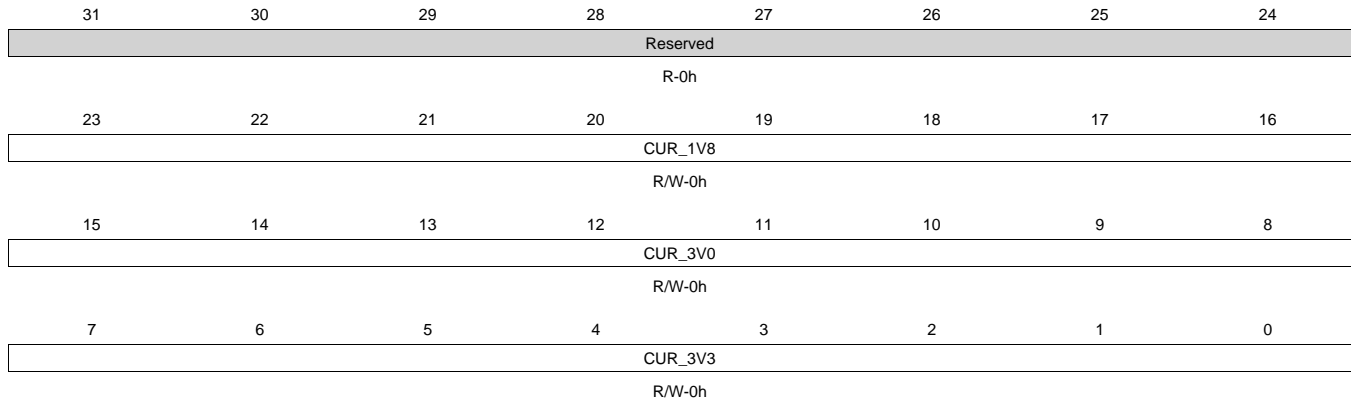 31 30 29 28 27 26 25 24
Reserved
R-0h
23 22 21 20 19 18 17 16
CUR_1V8
R/W-0h
15 14 13 12 11 10 9 8
CUR_3V0
R/W-0h
7 6 5 4 3 2 1 0
CUR_3V3
R/W-0h